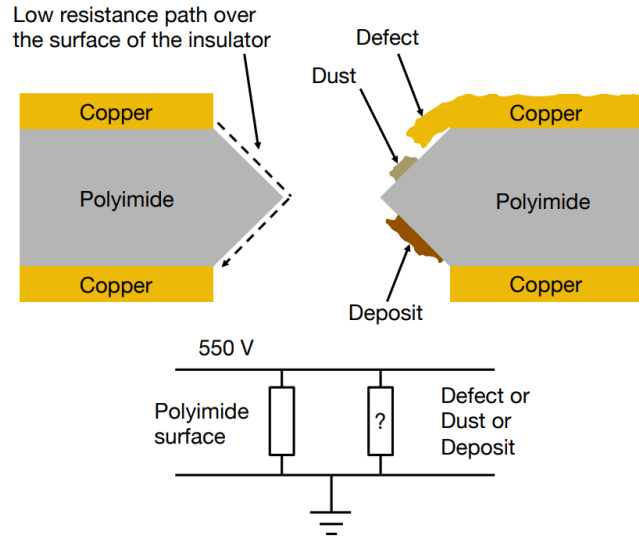 Low resistance path over
the surface of the insulator
Defect
Dust
Copper
Copper
Polyimide
Polyimide
Copper
Copper
Deposit
550 V
Polyimide
surface
?
Defect or
Dust or
Deposit